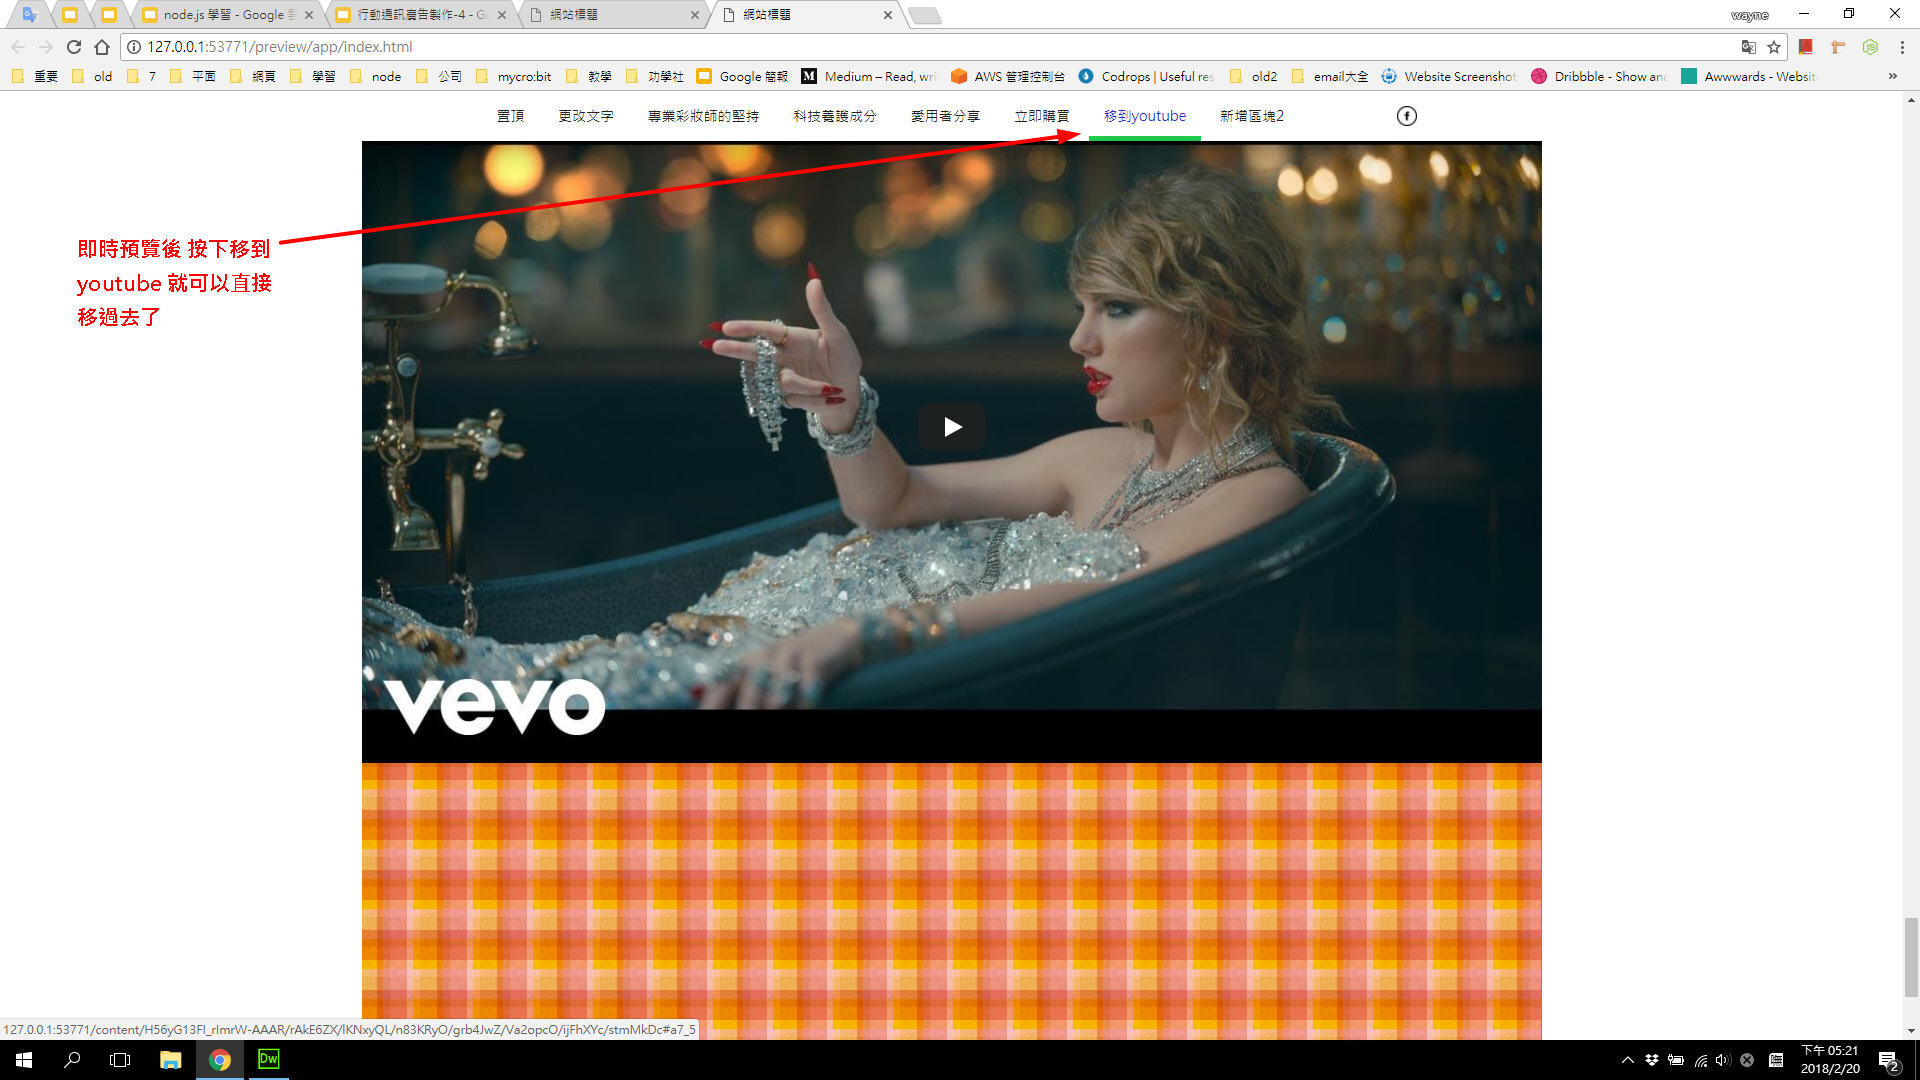 node.js 學習 - Google
行動通訊廣告製作-4 - G
網站標題
網站標題
wayne
127.0.0.1:53771/preview/app/index.html
重要
old
7
平面
網頁
學習
node
公司
mycro:bit
教學
功學社
Google 簡報
M
Medium – Read, wri
AWS 管理控制台
Codrops | Useful res
old2
email大全
Website Screenshot
Dribbble - Show and
Awwwards - Website
»
置頂
更改文字
專業彩妝師的堅持
科技養護成分
愛用者分享
立即購買
移到youtube
新增區塊2
f
即時預覽後 按下移到
youtube 就可以直接
移過去了
vevo
127.0.0.1:53771/content/H56yG13FI_rImrW-AAAR/rAkE6ZX/lKNxyQL/n83KRyO/grb4JwZ/Va2opcO/ijFhXYc/stmMkDc#a7_5
Dw
下午 05:21
2018/2/20
2